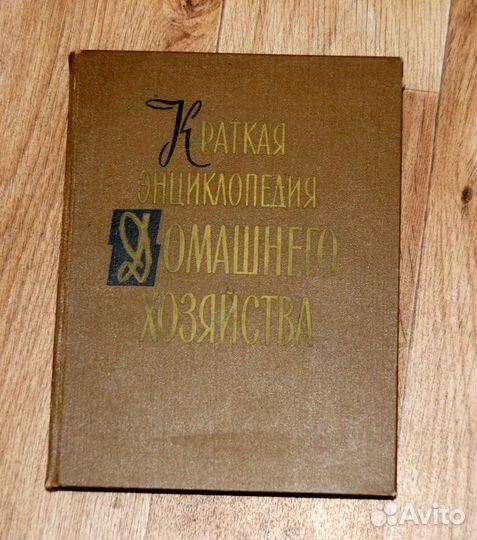 КРАТКАЯ
ЭНЦИКЛОПЕДИЯ
ДОМАШНЕГО
ХОЗЯЙСТВА
Avito